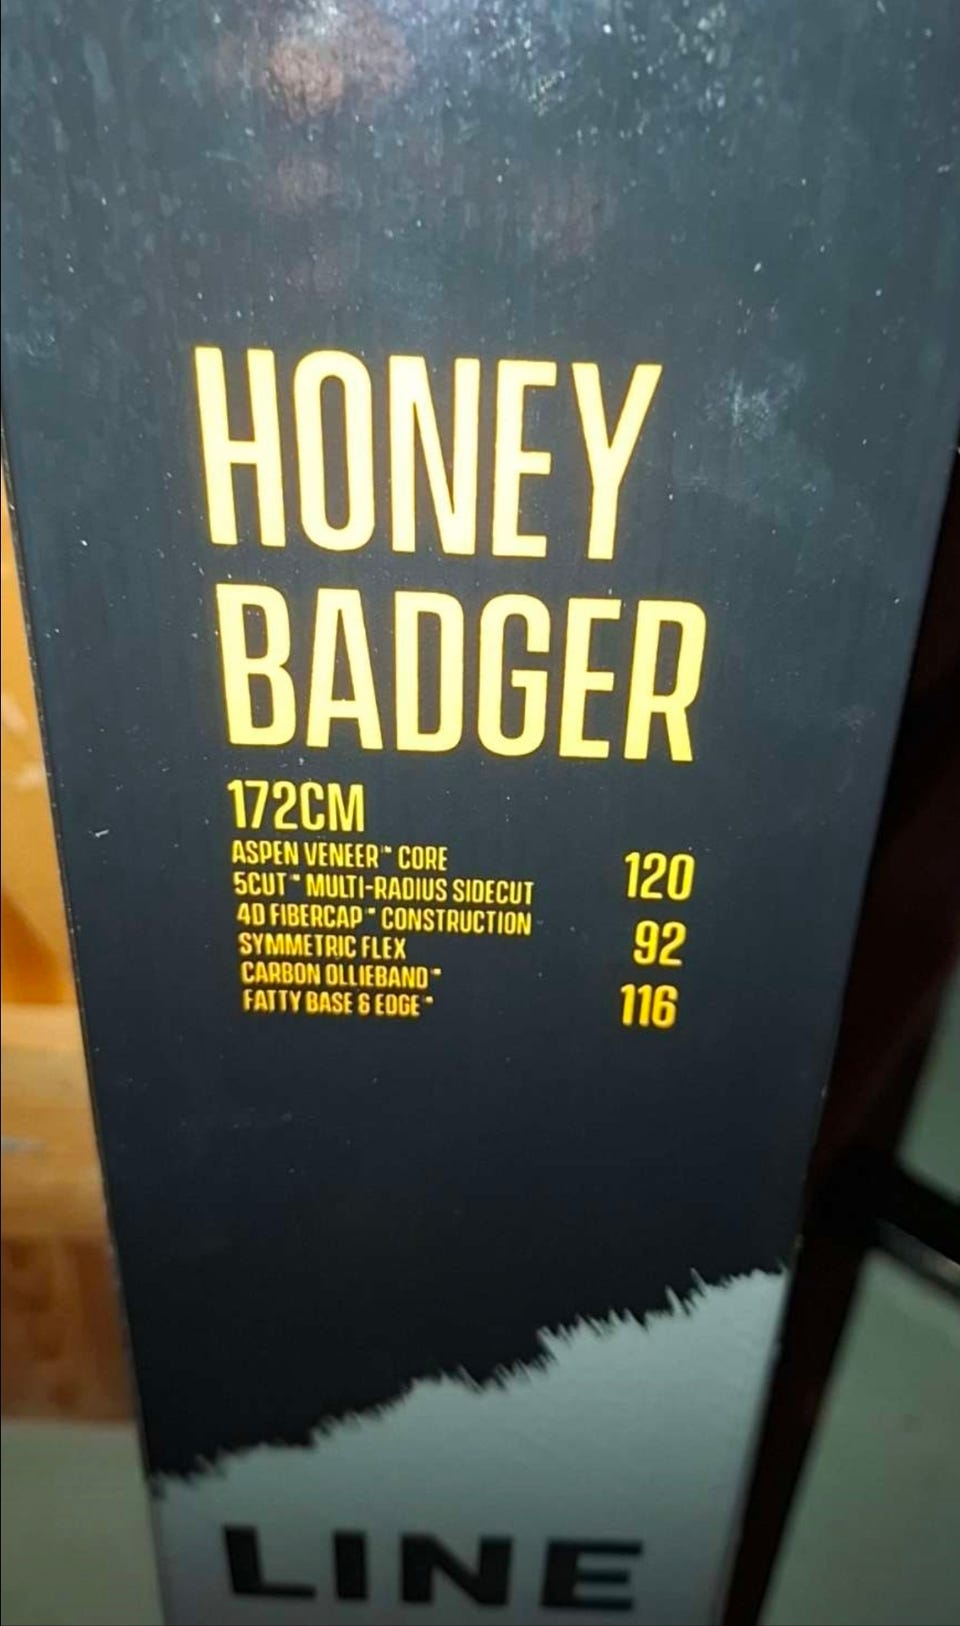 HONEY
BADGER
172CM
ASPEN VENEER™ CORE
5CUT™ MULTI-RADIUS SIDECUT
4D FIBERCAP™ CONSTRUCTION
SYMMETRIC FLEX
CARBON OLLIEBAND™
FATTY BASE & EDGE™
120
92
116
LINE